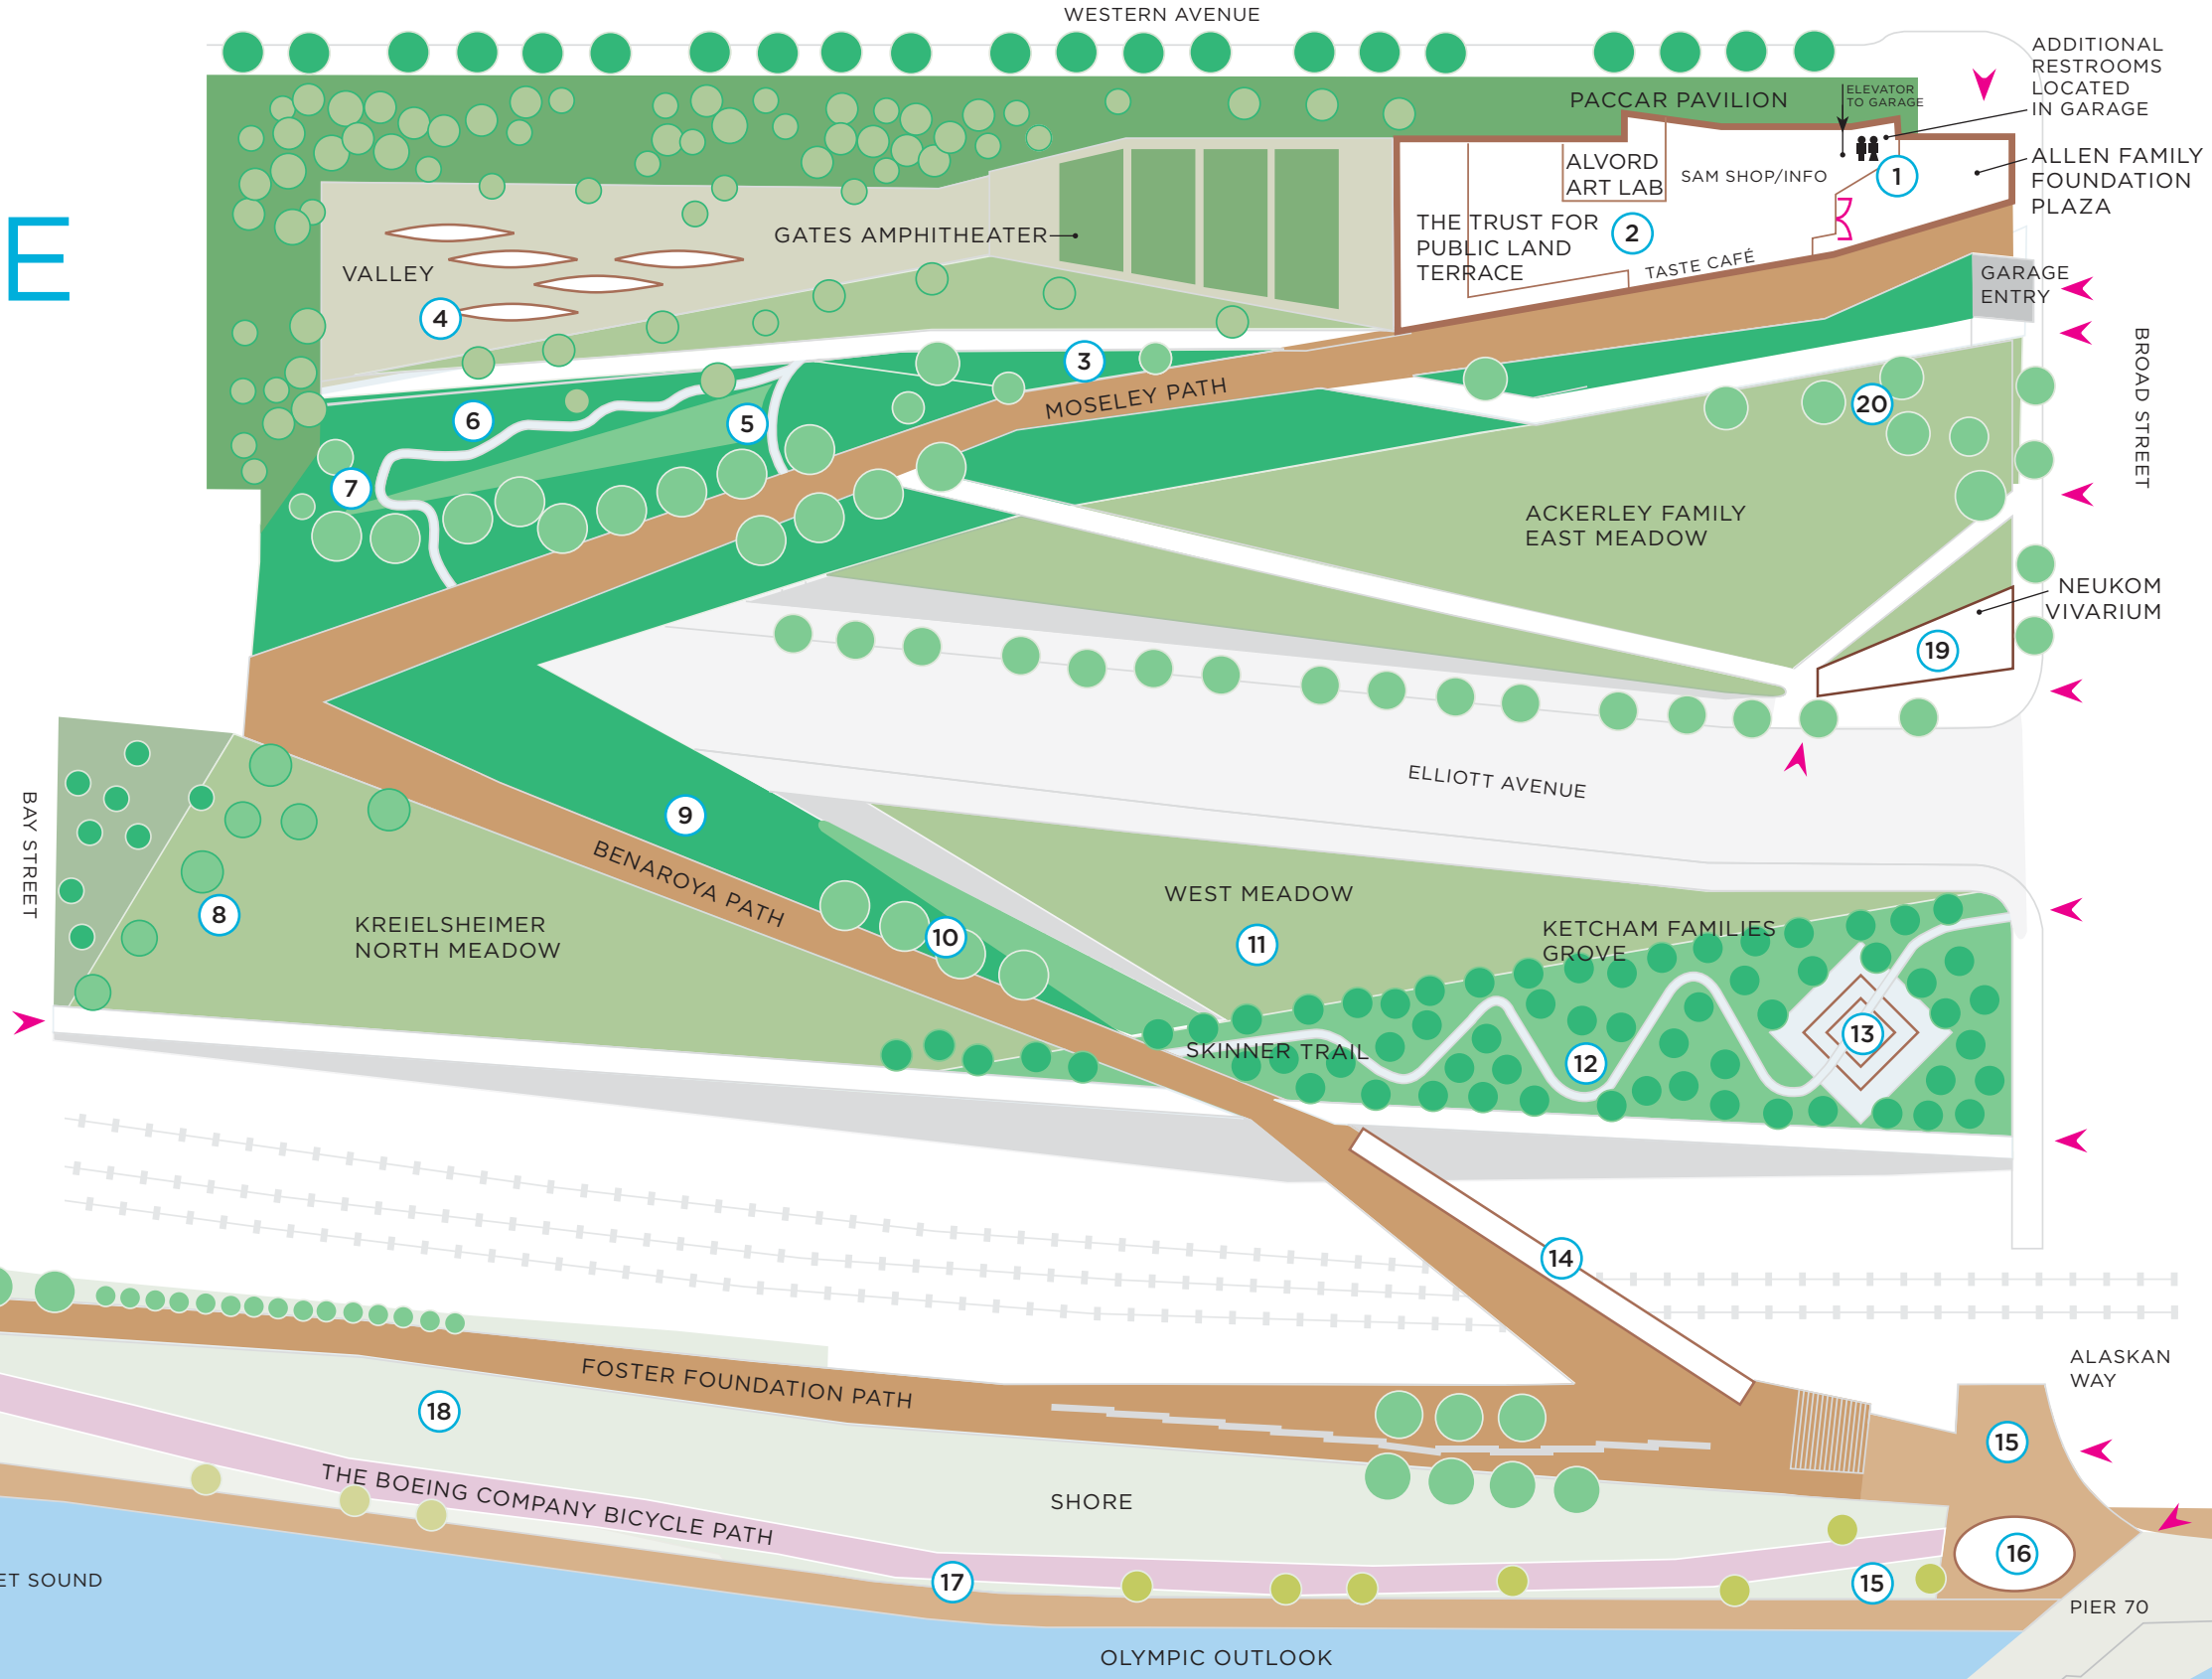 WESTERN AVENUE
ADDITIONAL
RESTROOMS
LOCATED
IN GARAGE
PACCAR PAVILION
ELEVATOR
TO GARAGE
ALVORD
ART LAB
SAM SHOP/INFO
1
ALLEN FAMILY
FOUNDATION
PLAZA
E
THE TRUST FOR
PUBLIC LAND
TERRACE
2
TASTE CAFÉ
GATES AMPHITHEATER
VALLEY
4
GARAGE
ENTRY
BROAD STREET
3
MOSELEY PATH
20
6
5
7
ACKERLEY FAMILY
EAST MEADOW
NEUKOM
VIVARIUM
19
ELLIOTT AVENUE
BAY STREET
9
BENAROYA PATH
8
KREIELSHEIMER
NORTH MEADOW
10
WEST MEADOW
11
KETCHAM FAMILIES
GROVE
SKINNER TRAIL
12
13
14
ALASKAN
WAY
FOSTER FOUNDATION PATH
18
15
THE BOEING COMPANY BICYCLE PATH
SHORE
16
17
15
ET SOUND
PIER 70
OLYMPIC OUTLOOK